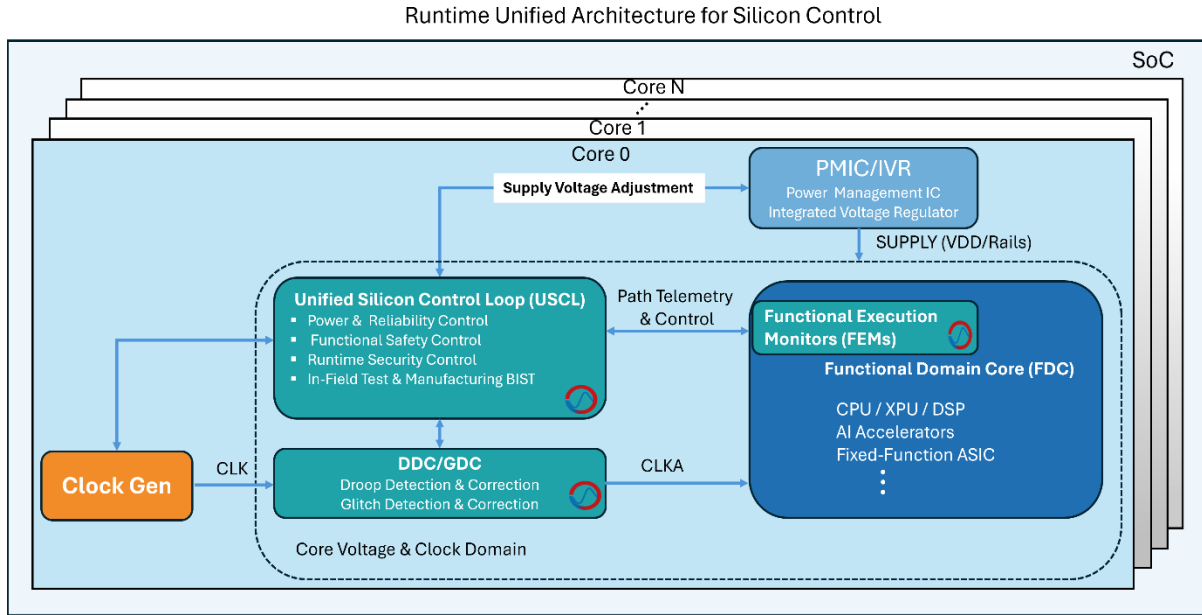 Runtime Unified Architecture for Silicon Control
SoC
Core N
Core 1
Core 0
Supply Voltage Adjustment
PMIC/IVR
Power Management IC
Integrated Voltage Regulator
SUPPLY (VDD/Rails)
Unified Silicon Control Loop (USCL)
▪ Power & Reliability Control
▪ Functional Safety Control
▪ Runtime Security Control
▪ In-Field Test & Manufacturing BIST
Path Telemetry
& Control
Functional Execution
Monitors (FEMs)
Functional Domain Core (FDC)
CPU / XPU / DSP
AI Accelerators
Fixed-Function ASIC
Clock Gen
CLK
DDC/GDC
Droop Detection & Correction
Glitch Detection & Correction
CLKA
Core Voltage & Clock Domain